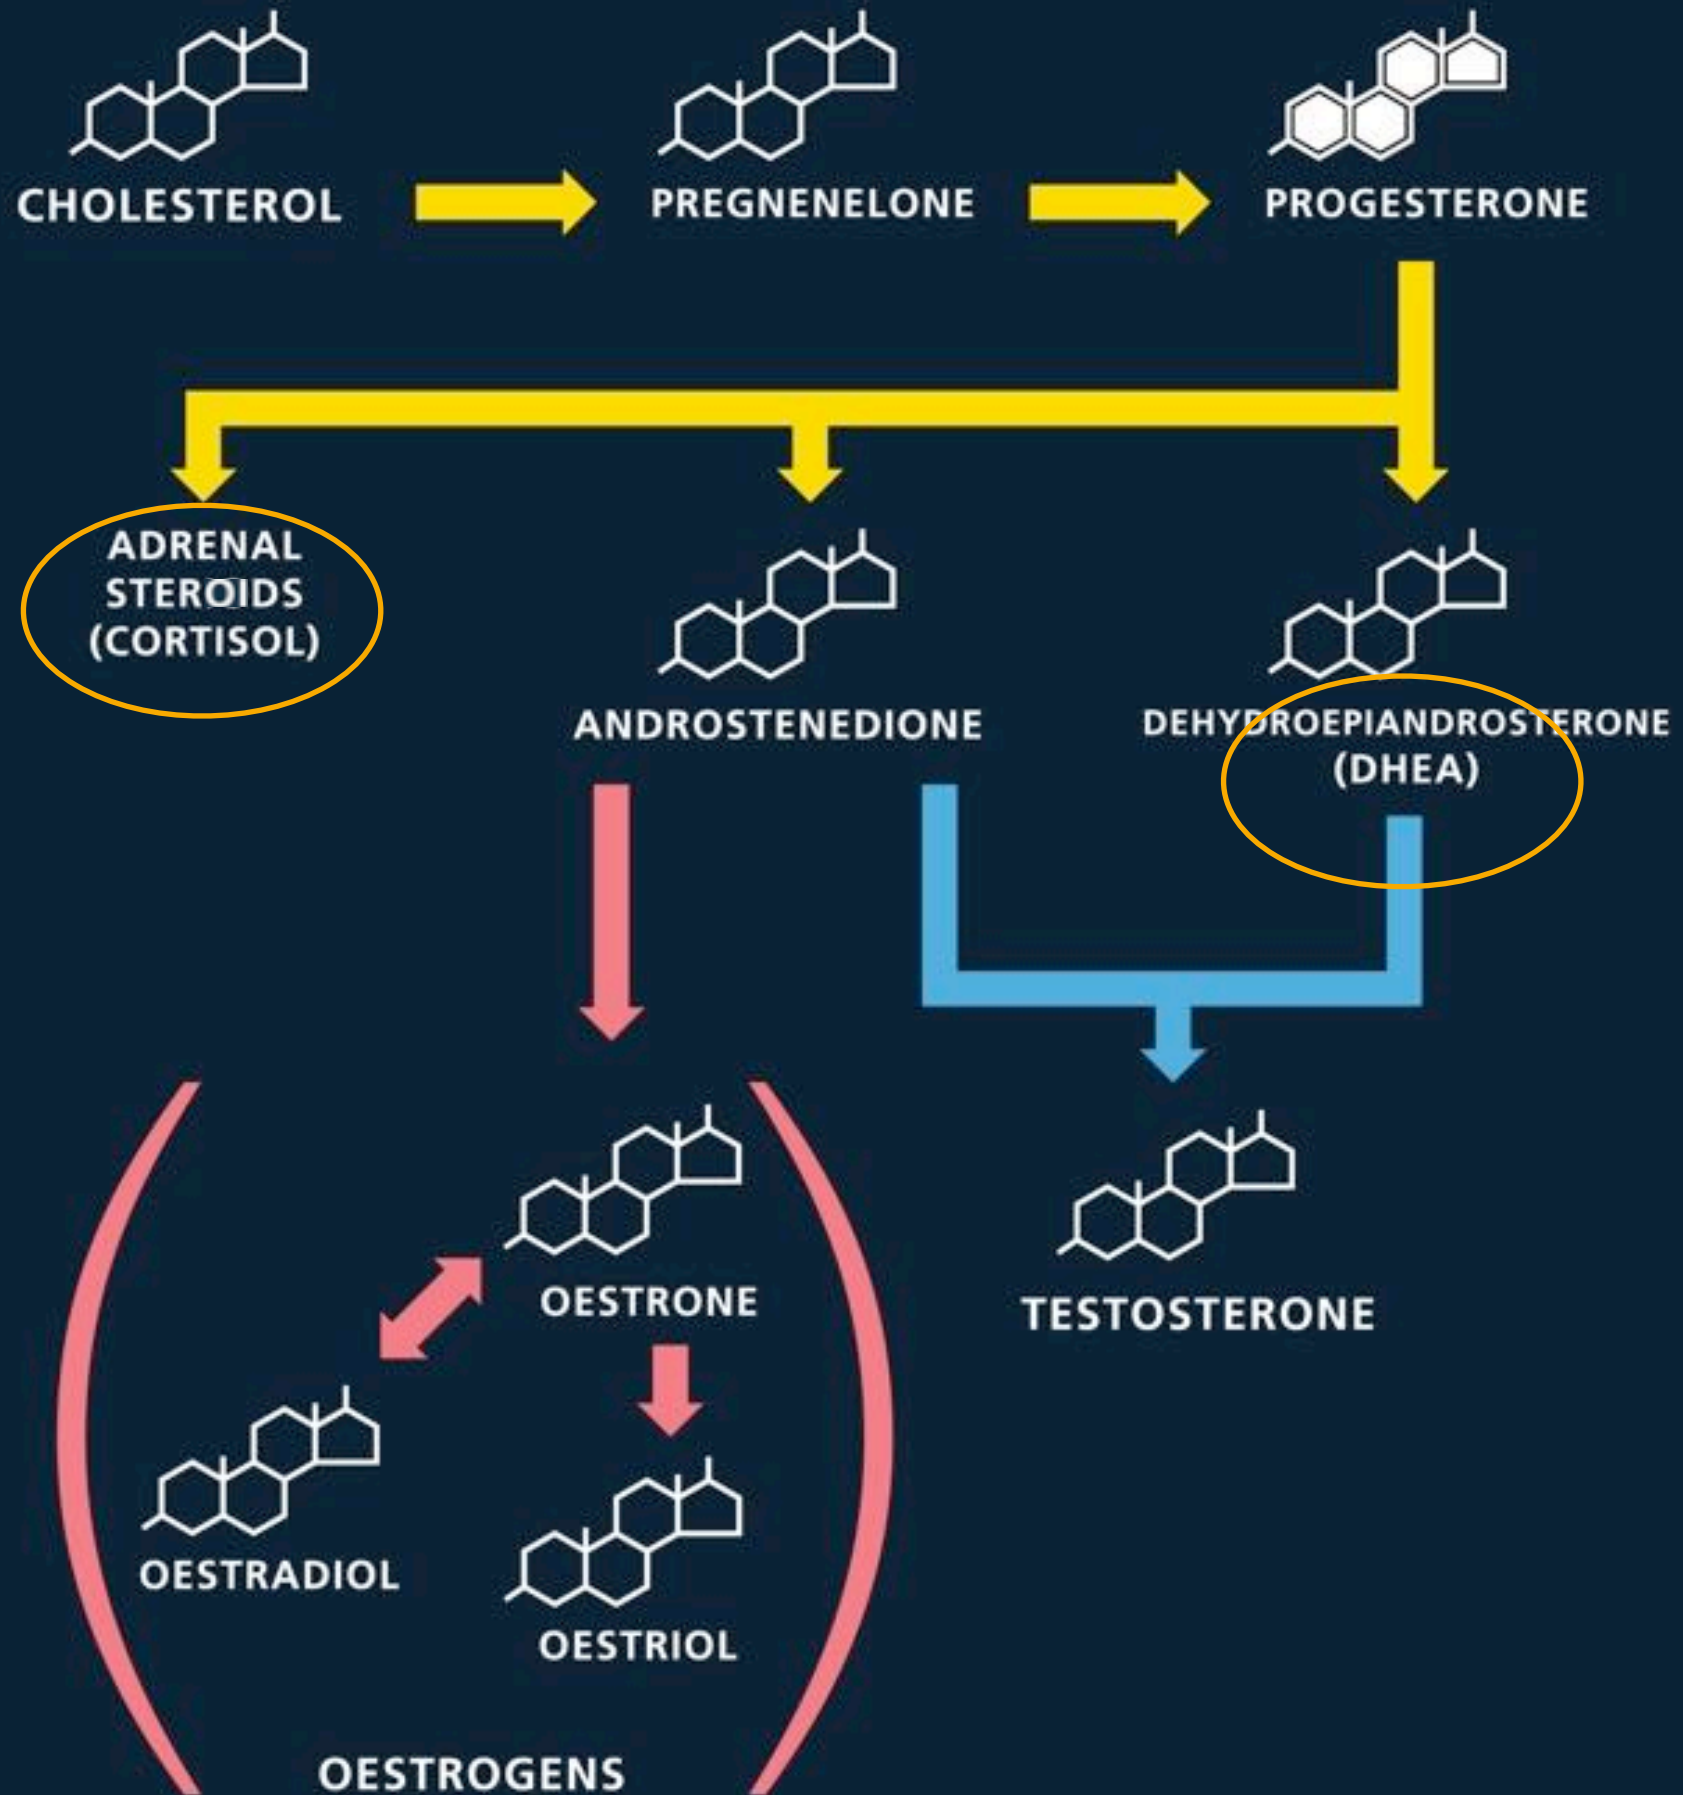 CHOLESTEROL
PREGNENELONE
PROGESTERONE
ADRENAL
STEROIDS
(CORTISOL)
ANDROSTENEDIONE
DEHYDROEPIANDROSTERONE
(DHEA)
OESTRONE
TESTOSTERONE
OESTRADIOL
OESTRIOL
OESTROGENS